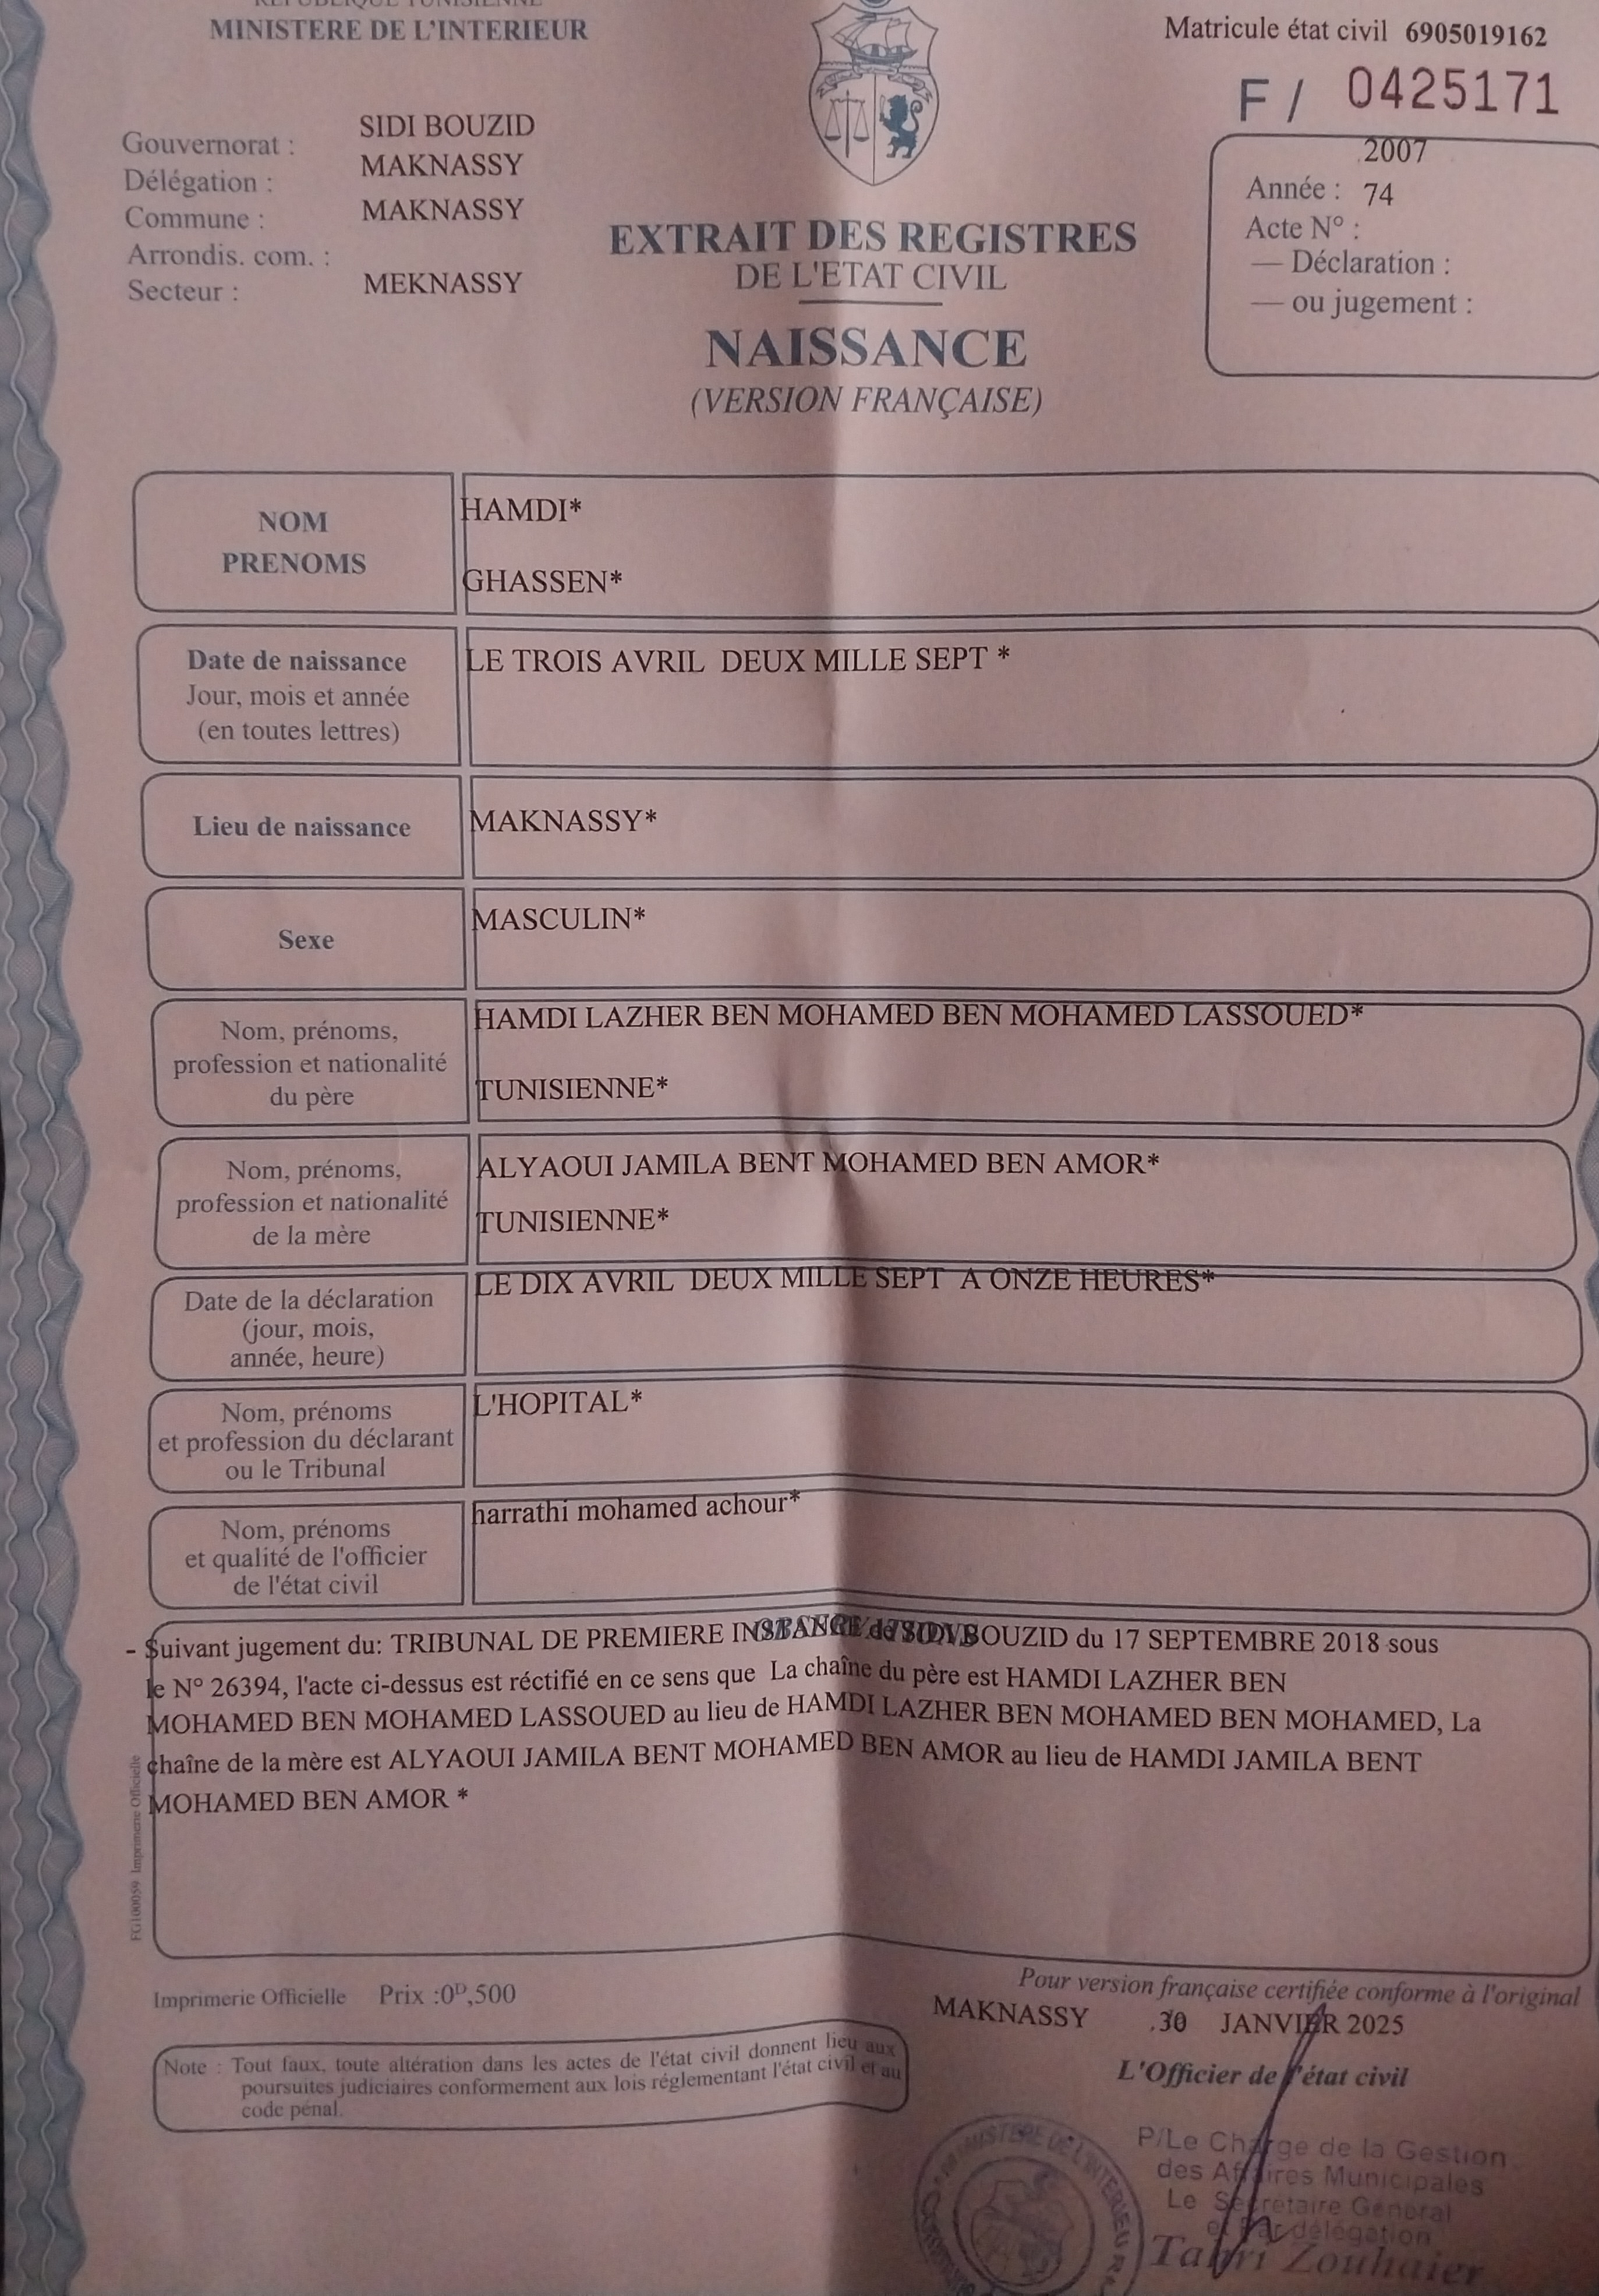 REPUBLIQUE TUNISIENNE
MINISTERE DE L'INTERIEUR
Matricule état civil 6905019162
F / 0425171
Gouvernorat : SIDI BOUZID
Délégation : MAKNASSY
Commune : MAKNASSY
Arrondis. com. :
Secteur : MEKNASSY
2007
Année : 74
Acte N° :
— Déclaration :
— ou jugement :
EXTRAIT DES REGISTRES
DE L'ETAT CIVIL
NAISSANCE
(VERSION FRANÇAISE)
NOM
PRENOMS
HAMDI*
GHASSEN*
Date de naissance
Jour, mois et année
(en toutes lettres)
LE TROIS AVRIL DEUX MILLE SEPT *
Lieu de naissance
MAKNASSY*
Sexe
MASCULIN*
Nom, prénoms,
profession et nationalité
du père
HAMDI LAZHER BEN MOHAMED BEN MOHAMED LASSOUED*
TUNISIENNE*
Nom, prénoms,
profession et nationalité
de la mère
ALYAOUI JAMILA BENT MOHAMED BEN AMOR*
TUNISIENNE*
Date de la déclaration
(jour, mois,
année, heure)
LE DIX AVRIL DEUX MILLE SEPT A ONZE HEURES*
Nom, prénoms
et profession du déclarant
ou le Tribunal
L'HOPITAL*
Nom, prénoms
et qualité de l'officier
de l'état civil
harrathi mohamed achour*
OBSERVATIONS
- Suivant jugement du: TRIBUNAL DE PREMIERE INSTANCE de SIDI BOUZID du 17 SEPTEMBRE 2018 sous
le N° 26394, l'acte ci-dessus est réctifié en ce sens que La chaîne du père est HAMDI LAZHER BEN
MOHAMED BEN MOHAMED LASSOUED au lieu de HAMDI LAZHER BEN MOHAMED BEN MOHAMED, La
chaîne de la mère est ALYAOUI JAMILA BENT MOHAMED BEN AMOR au lieu de HAMDI JAMILA BENT
MOHAMED BEN AMOR *
FG100059 Imprimerie Officielle
Imprimerie Officielle Prix :0D,500
Pour version française certifiée conforme à l'original
MAKNASSY .30 JANVIER 2025
L'Officier de l'état civil
Note : Tout faux, toute altération dans les actes de l'état civil donnent lieu aux
poursuites judiciaires conformement aux lois réglementant l'état civil et au
code pénal.
MINISTERE DE L'INTERIEUR
P/Le Charge de la Gestion
des Affaires Municipales
Le Secrétaire Général
et Par délégation
Tahri Zouhaier